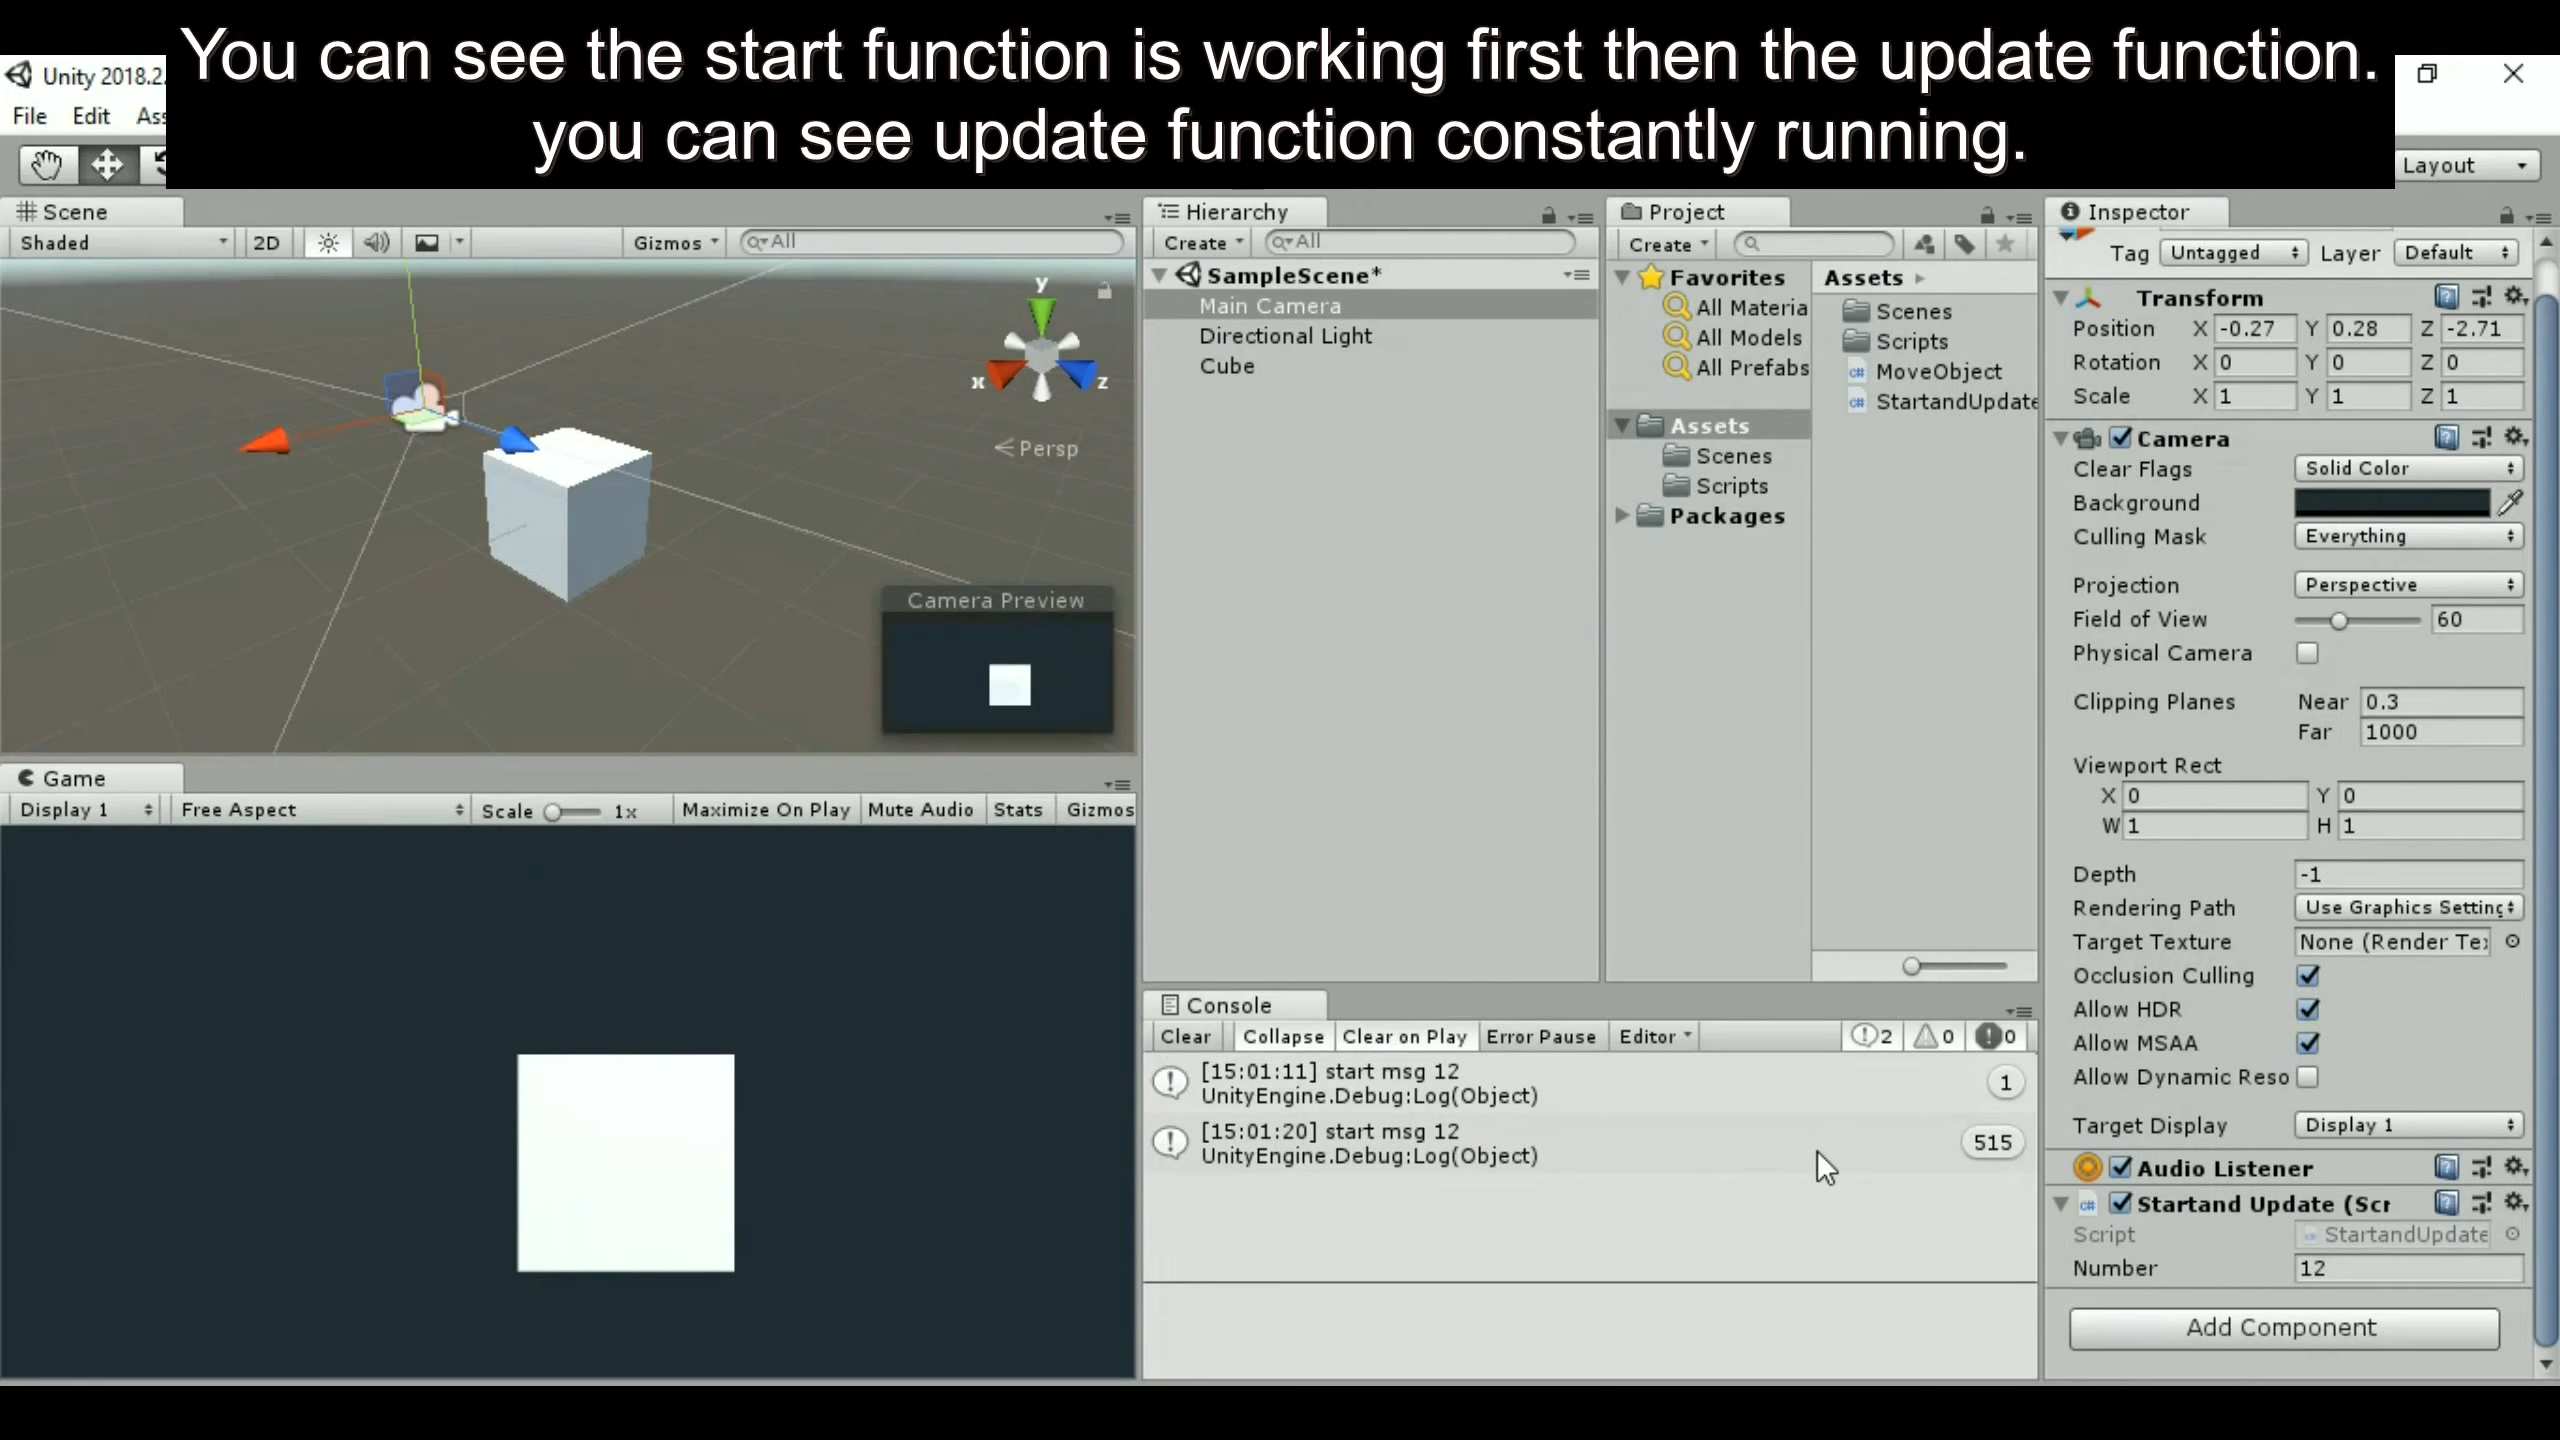 You can see the start function is working first then the update function.
you can see update function constantly running.
Unity 2018.2.
File Edit Ass
Layout
Scene
Shaded 2D Gizmos All
y
x z
Persp
Camera Preview
Game
Display 1 Free Aspect Scale 1x Maximize On Play Mute Audio Stats Gizmos
Hierarchy
Create All
SampleScene*
Main Camera
Directional Light
Cube
Project
Create
Favorites
All Materia
All Models
All Prefabs
Assets
Scenes
Scripts
Packages
Assets
Scenes
Scripts
MoveObject
StartandUpdate
Console
Clear Collapse Clear on Play Error Pause Editor 2 0 0
[15:01:11] start msg 12
UnityEngine.Debug:Log(Object)
1
[15:01:20] start msg 12
UnityEngine.Debug:Log(Object)
515
Inspector
Tag Untagged Layer Default
Transform
Position X -0.27 Y 0.28 Z -2.71
Rotation X 0 Y 0 Z 0
Scale X 1 Y 1 Z 1
Camera
Clear Flags Solid Color
Background
Culling Mask Everything
Projection Perspective
Field of View 60
Physical Camera
Clipping Planes Near 0.3
Far 1000
Viewport Rect
X 0 Y 0
W 1 H 1
Depth -1
Rendering Path Use Graphics Setting
Target Texture None (Render Te
Occlusion Culling
Allow HDR
Allow MSAA
Allow Dynamic Reso
Target Display Display 1
Audio Listener
Startand Update (Scr
Script StartandUpdate
Number 12
Add Component